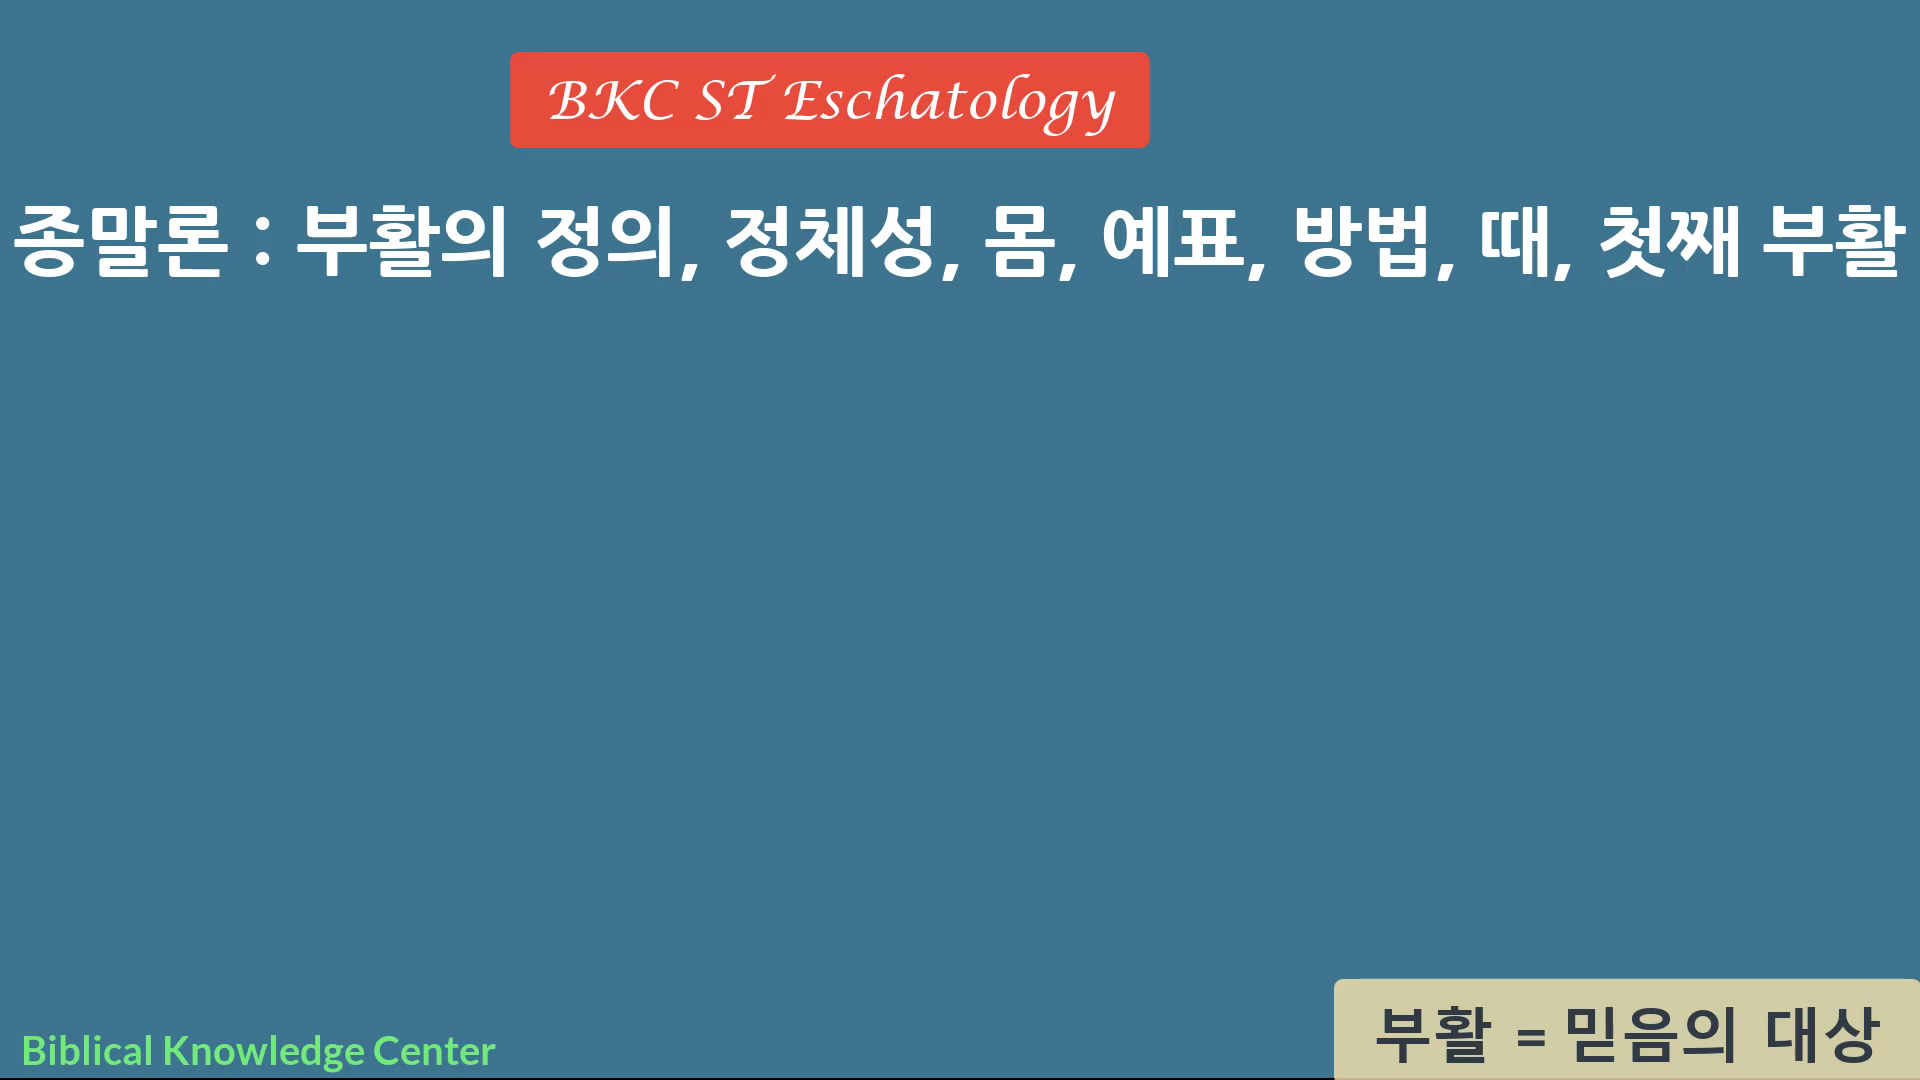 BKC ST Eschatology
종말론 : 부활의 정의, 정체성, 몸, 예표, 방법, 때, 첫째 부활
Biblical Knowledge Center
부활 = 믿음의 대상